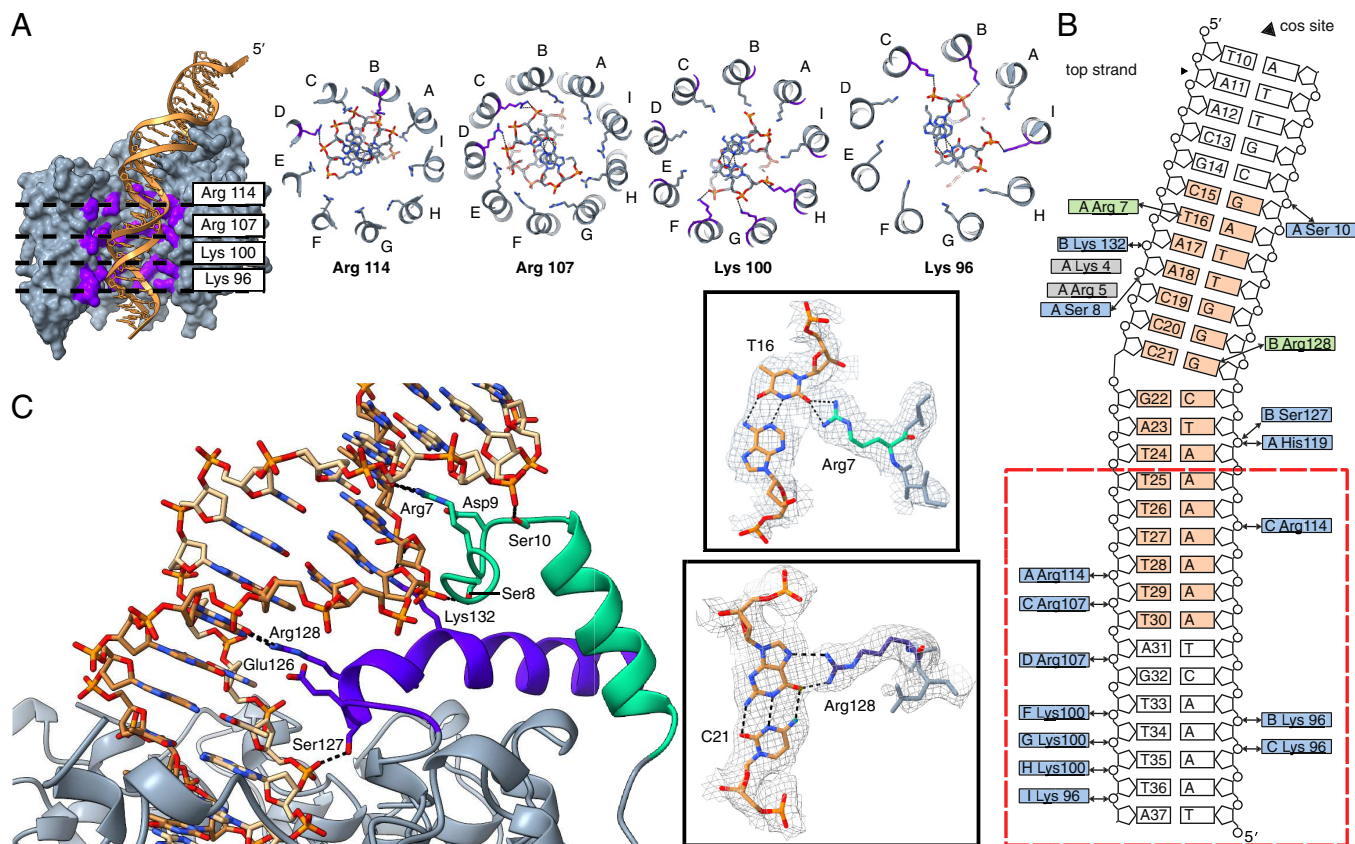 A
5′
Arg 114
Arg 107
Lys 100
Lys 96
A
B
C
D
E
F
G
H
I
Arg 114
A
B
C
D
E
F
G
H
I
Arg 107
A
B
C
D
E
F
G
H
I
Lys 100
A
B
C
D
E
F
G
H
I
Lys 96
B
5′
cos site
top strand
T10 A
A11 T
A12 T
C13 G
G14 C
C15 G
T16 A
A17 T
A18 T
C19 G
C20 G
C21 G
G22 C
A23 T
T24 A
T25 A
T26 A
T27 A
T28 A
T29 A
T30 A
A31 T
G32 C
T33 A
T34 A
T35 A
T36 A
A37 T
5′
A Arg 7
B Lys 132
A Lys 4
A Arg 5
A Ser 8
A Ser 10
B Arg128
B Ser127
A His119
C Arg114
A Arg114
C Arg107
D Arg107
F Lys100
G Lys100
H Lys100
I Lys 96
B Lys 96
C Lys 96
C
Arg7
Asp9
Ser10
Ser8
Lys132
Arg128
Glu126
Ser127
T16
Arg7
C21
Arg128